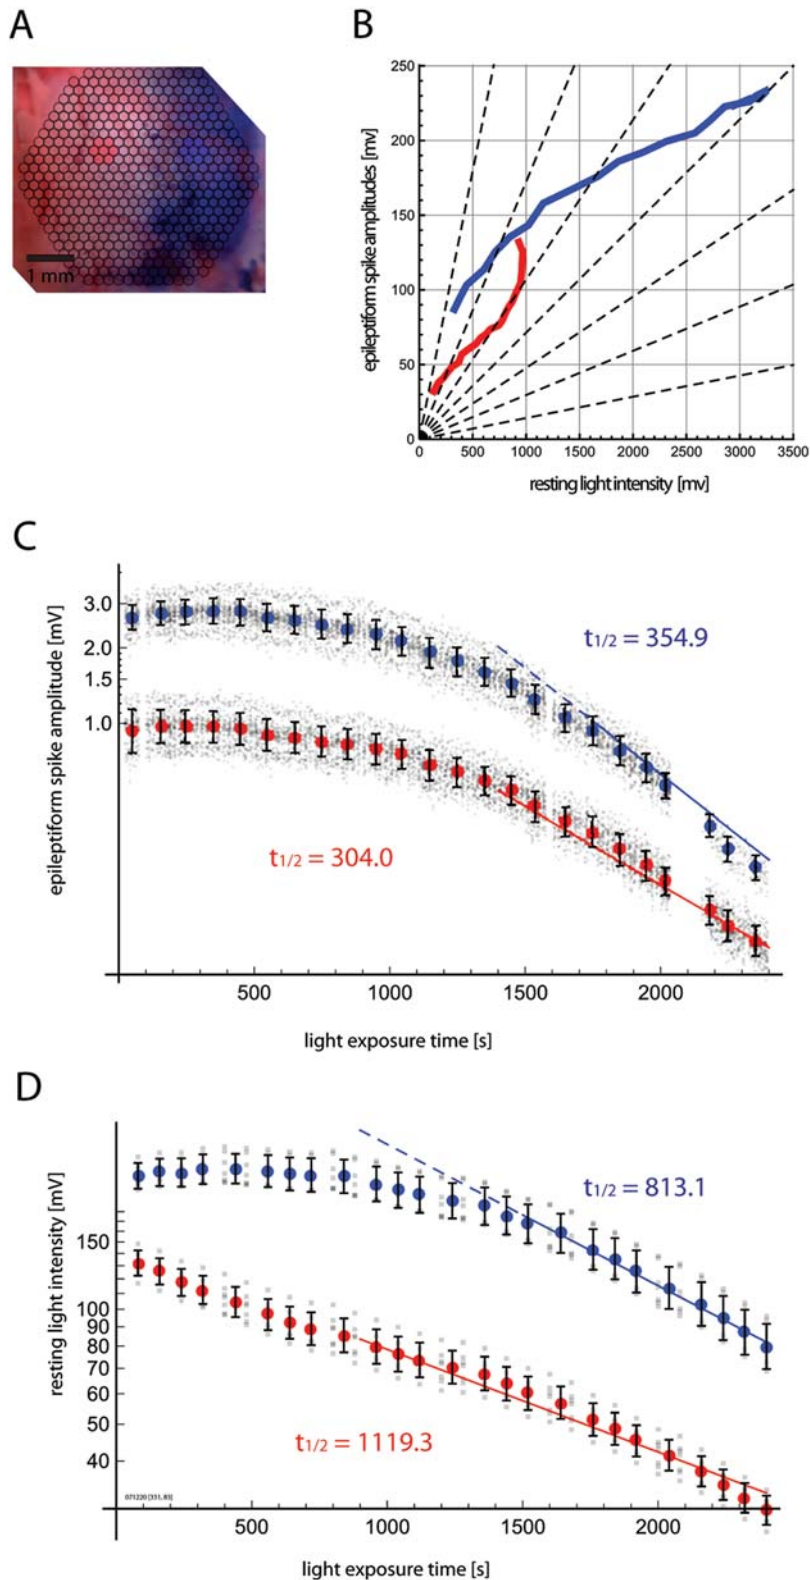 A
1 mm
B
250
200
150
100
50
0
epileptiform spike amplitudes [mv]
0 500 1000 1500 2000 2500 3000 3500
resting light intensity [mv]
C
epileptiform spike amplitude [mV]
3.0
2.0
1.5
1.0
t1/2 = 354.9
t1/2 = 304.0
500 1000 1500 2000
light exposure time [s]
D
resting light intensity [mV]
150
100
90
80
70
60
50
40
t1/2 = 813.1
t1/2 = 1119.3
071220 [331, 83]
500 1000 1500 2000
light exposure time [s]